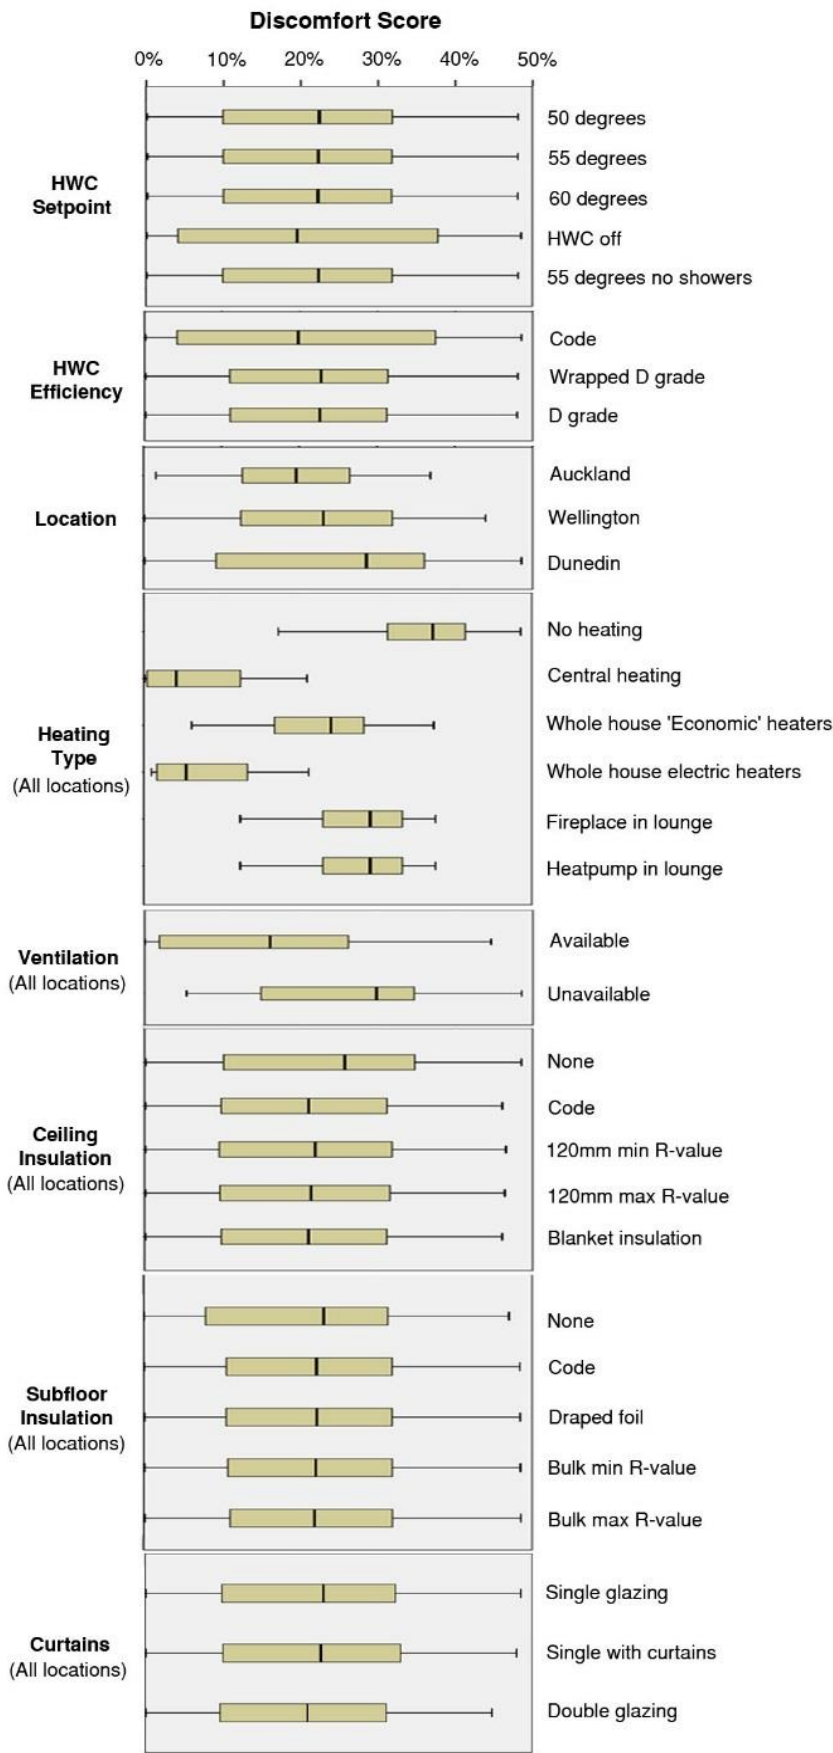 Discomfort Score
0% 10% 20% 30% 40% 50%
HWC
Setpoint
50 degrees
55 degrees
60 degrees
HWC off
55 degrees no showers
HWC
Efficiency
Code
Wrapped D grade
D grade
Location
Auckland
Wellington
Dunedin
Heating
Type
(All locations)
No heating
Central heating
Whole house 'Economic' heaters
Whole house electric heaters
Fireplace in lounge
Heatpump in lounge
Ventilation
(All locations)
Available
Unavailable
Ceiling
Insulation
(All locations)
None
Code
120mm min R-value
120mm max R-value
Blanket insulation
Subfloor
Insulation
(All locations)
None
Code
Draped foil
Bulk min R-value
Bulk max R-value
Curtains
(All locations)
Single glazing
Single with curtains
Double glazing